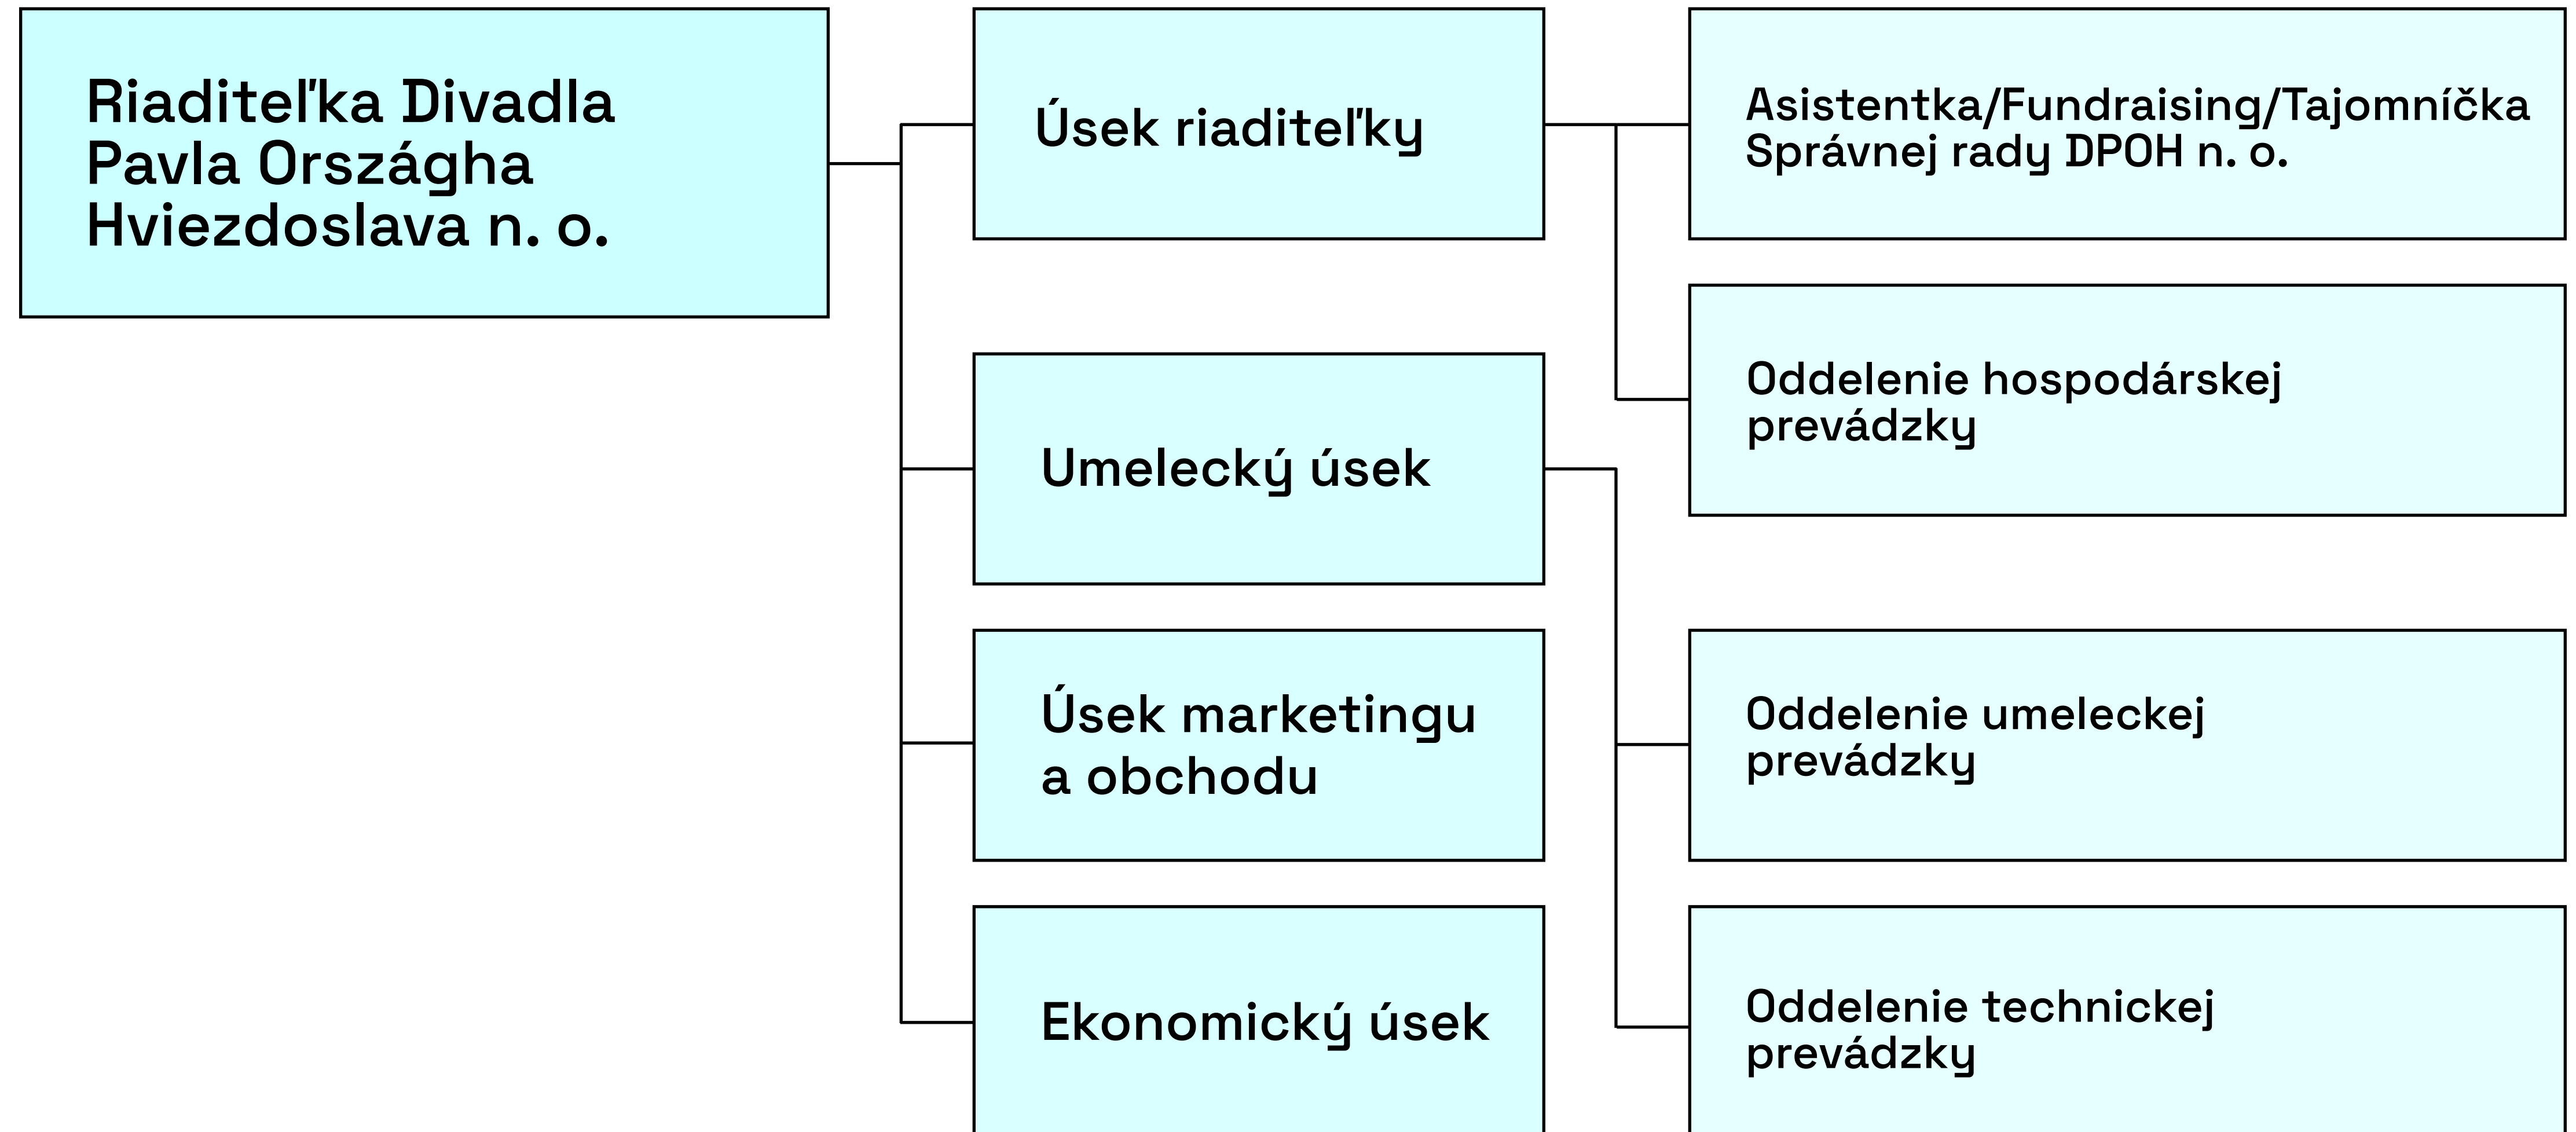 Riaditeľka Divadla
Pavla Országha
Hviezdoslava n. o.
Úsek riaditeľky
Asistentka/Fundraising/Tajomníčka
Správnej rady DPOH n. o.
Oddelenie hospodárskej
prevádzky
Umelecký úsek
Oddelenie umeleckej
prevádzky
Oddelenie technickej
prevádzky
Úsek marketingu
a obchodu
Ekonomický úsek